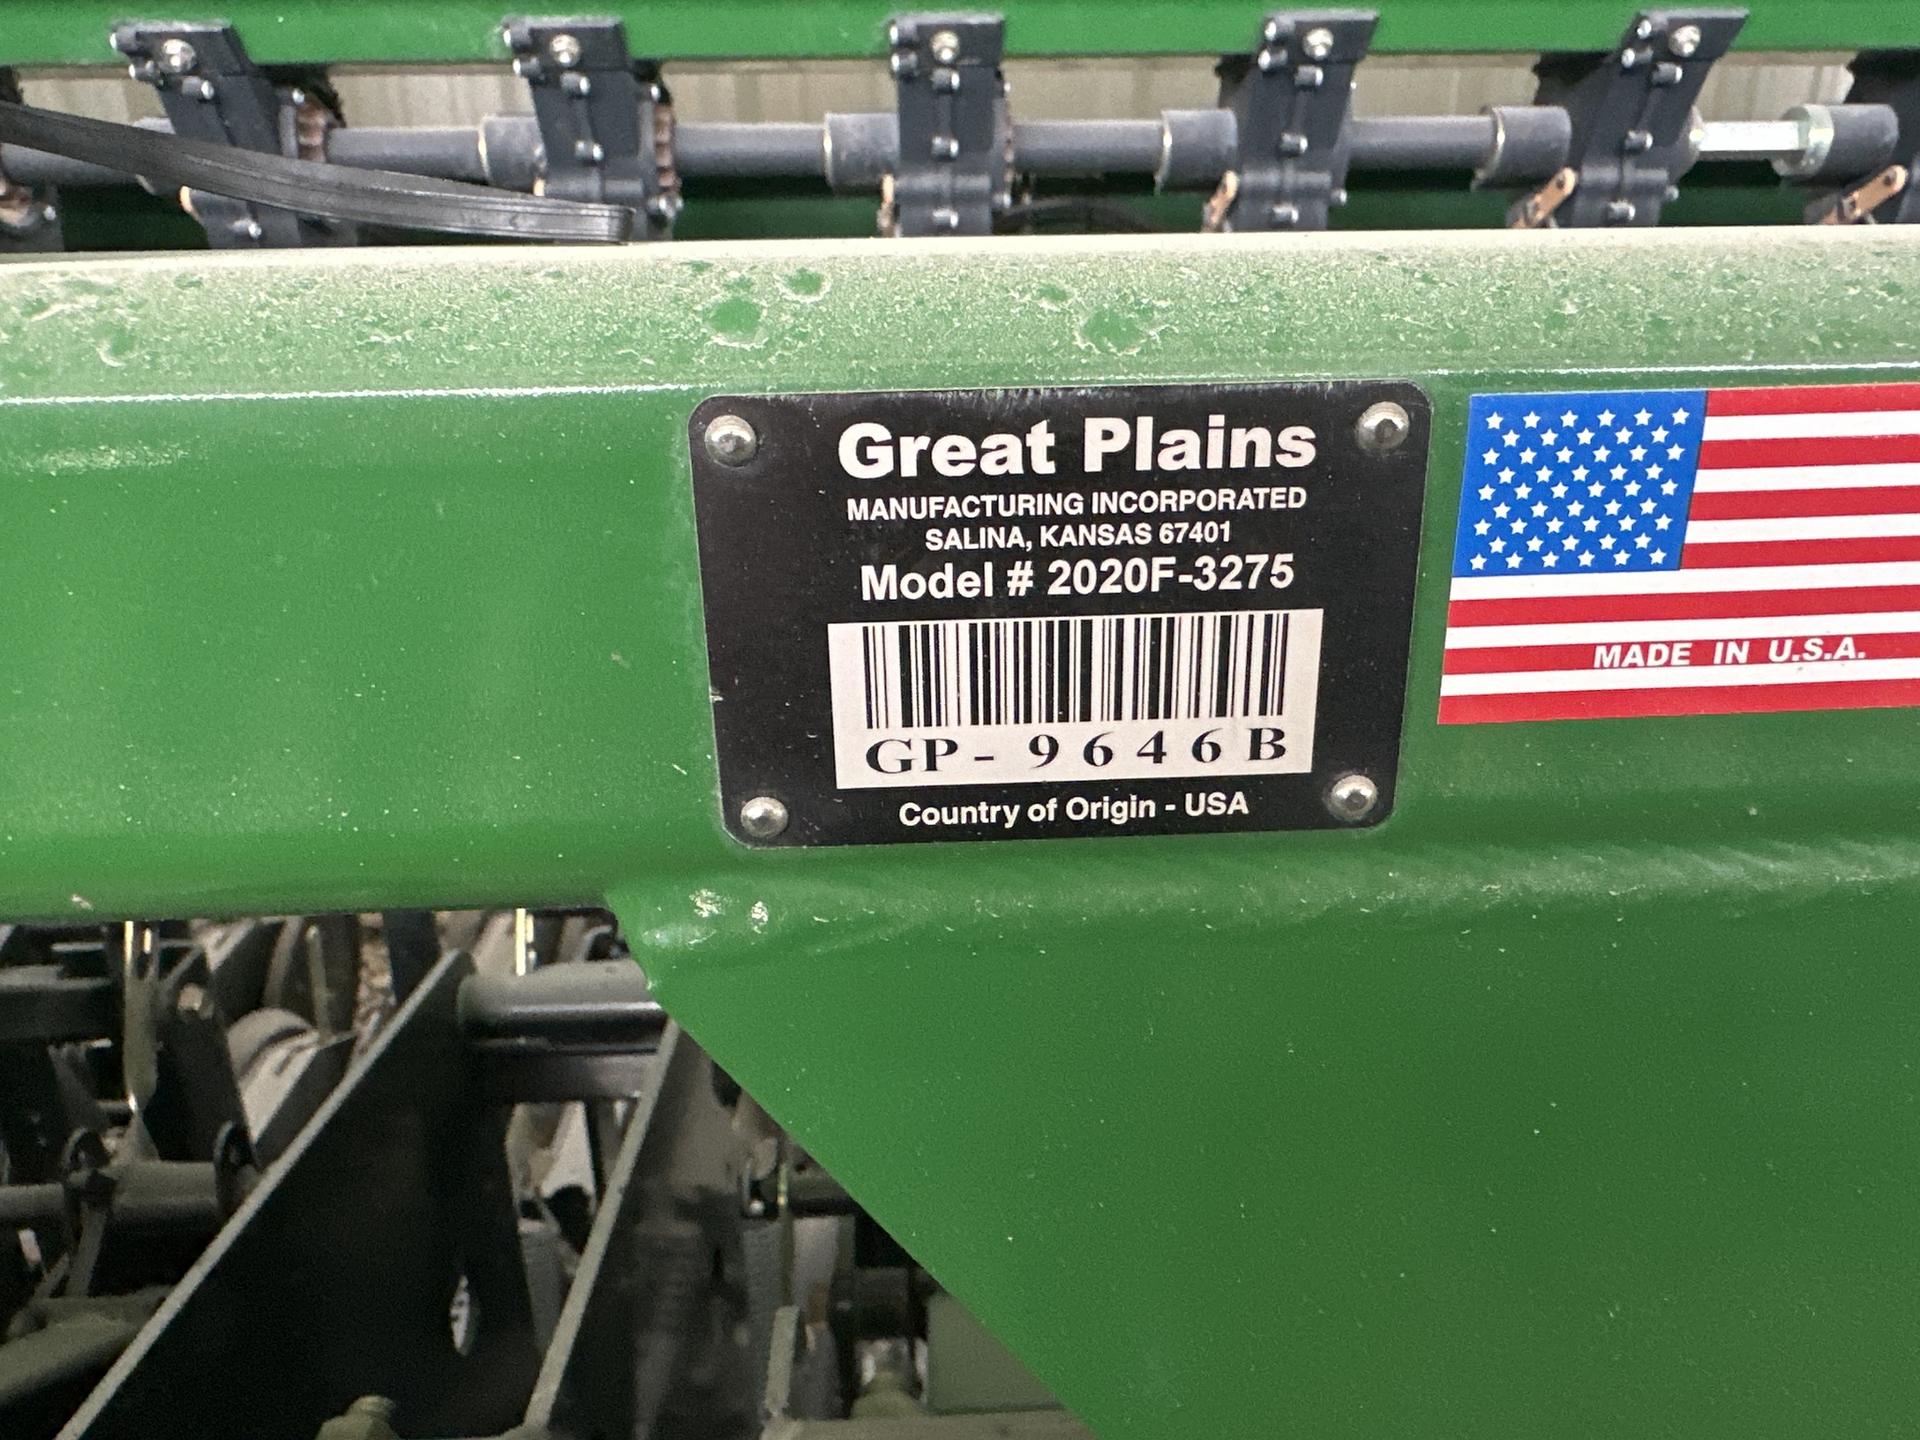 Great Plains
MANUFACTURING INCORPORATED
SALINA, KANSAS 67401
Model # 2020F-3275
GP- 9646B
Country of Origin - USA
MADE IN U.S.A.